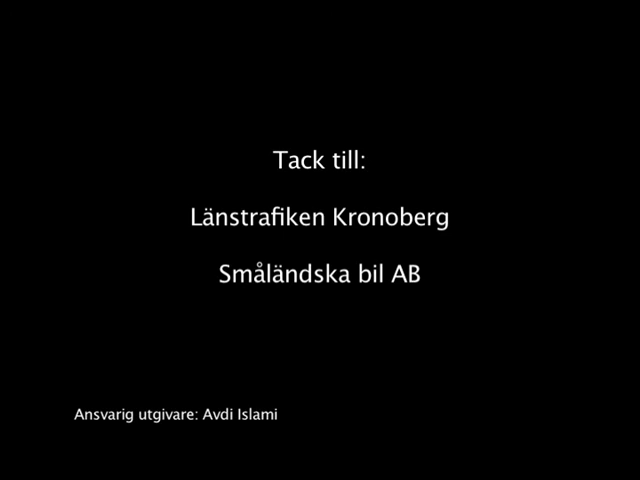 Tack till:
Länstrafiken Kronoberg
Småländska bil AB
Ansvarig utgivare: Avdi Islami